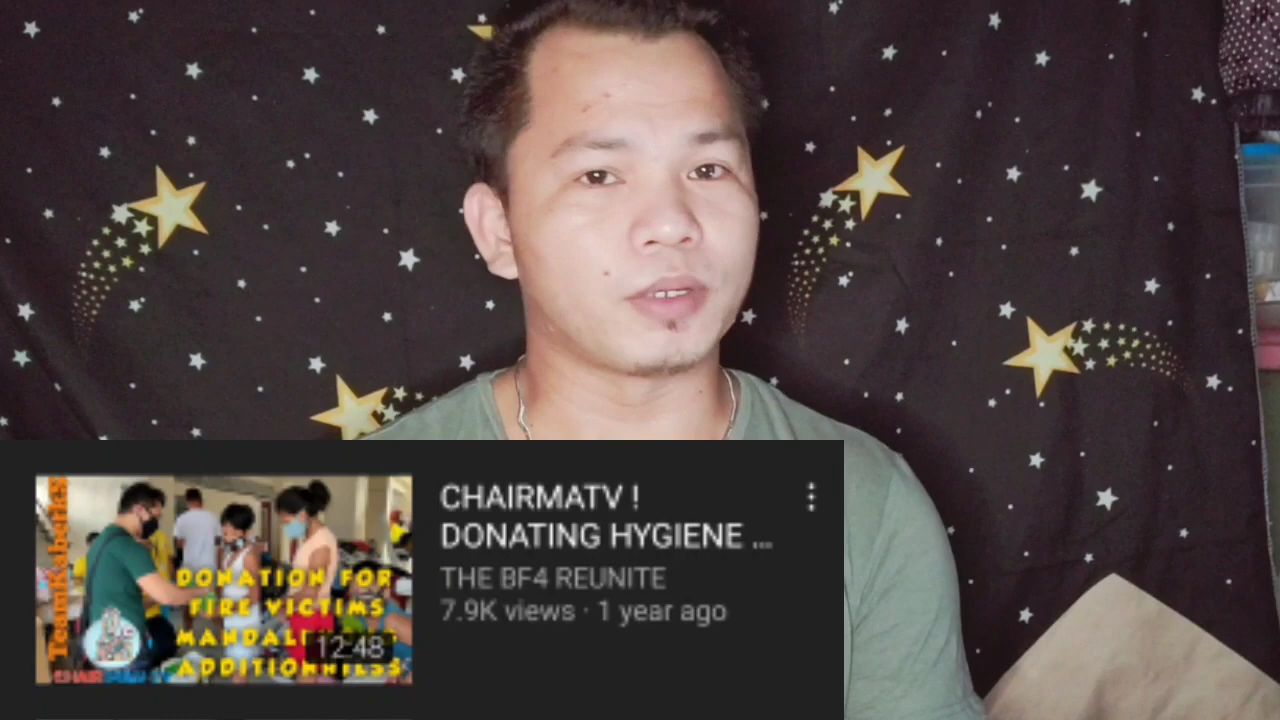 CHAIRMATV !
DONATING HYGIENE ...
THE BF4 REUNITE
7.9K views · 1 year ago
DONATION FOR
FIRE VICTIMS
12:48